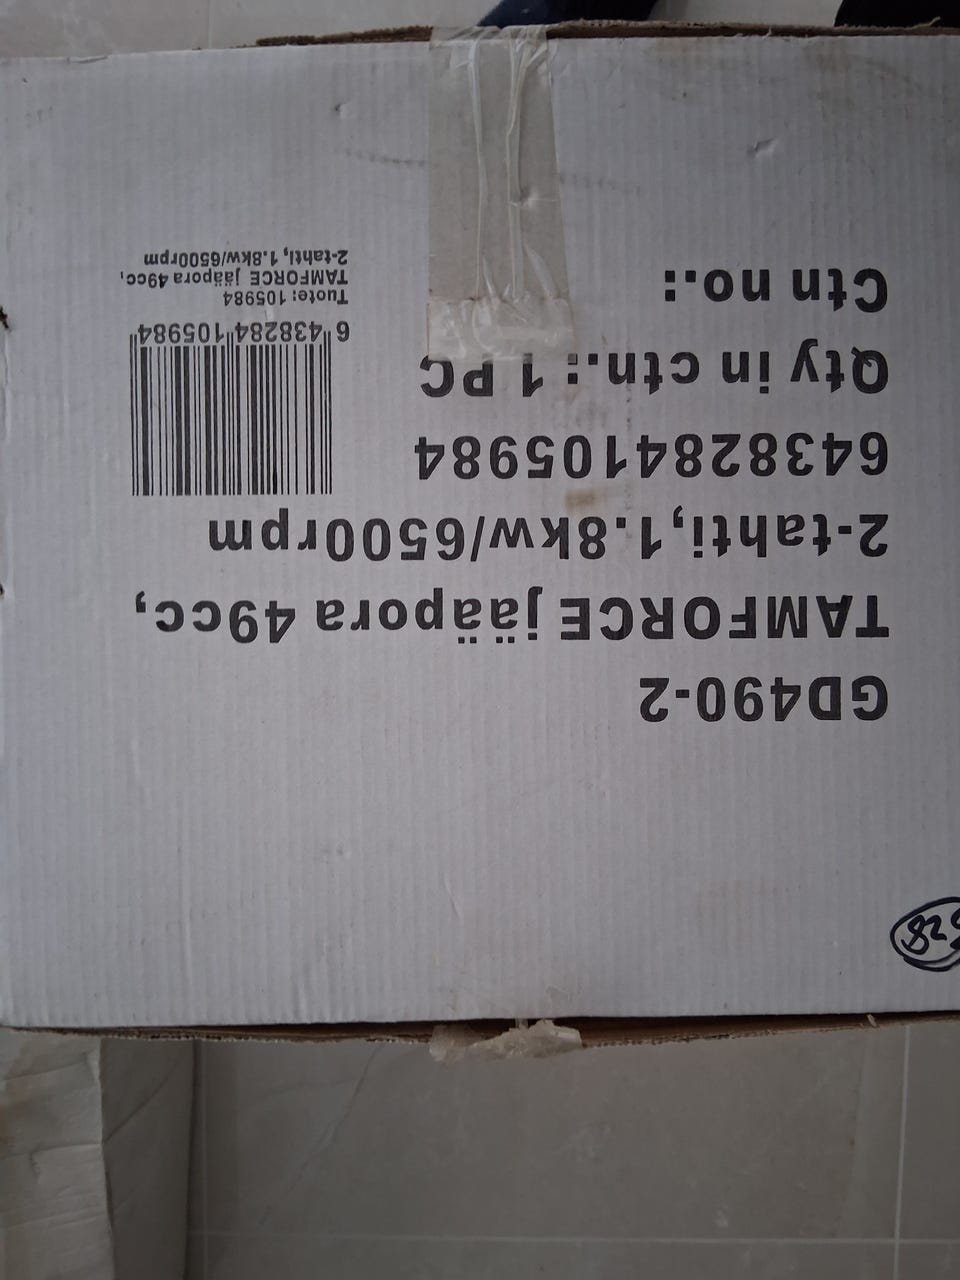 GD490-2
TAMFORCE jääpora 49cc,
2-tahti,1.8kw/6500rpm
6438284105984
Qty in ctn.: 1 PC
Ctn no.:
6 438284 105984
Tuote: 105984
TAMFORCE jääpora 49cc,
2-tahti, 1.8kw/6500rpm